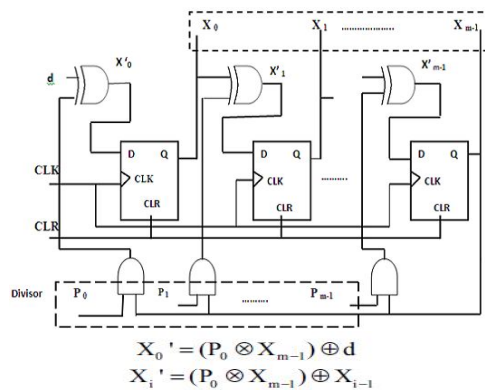 X0 X1 ................. Xm-1
X'0 X'1 X'm-1
d
D Q D Q D Q
CLK CLK CLK ........... CLK
CLR CLR CLR CLR
Divisor P0 P1 ........... Pm-1
X₀' = (P₀ ⊗ Xₘ₋₁) ⊕ d
Xᵢ' = (P₀ ⊗ Xₘ₋₁) ⊕ Xᵢ₋₁